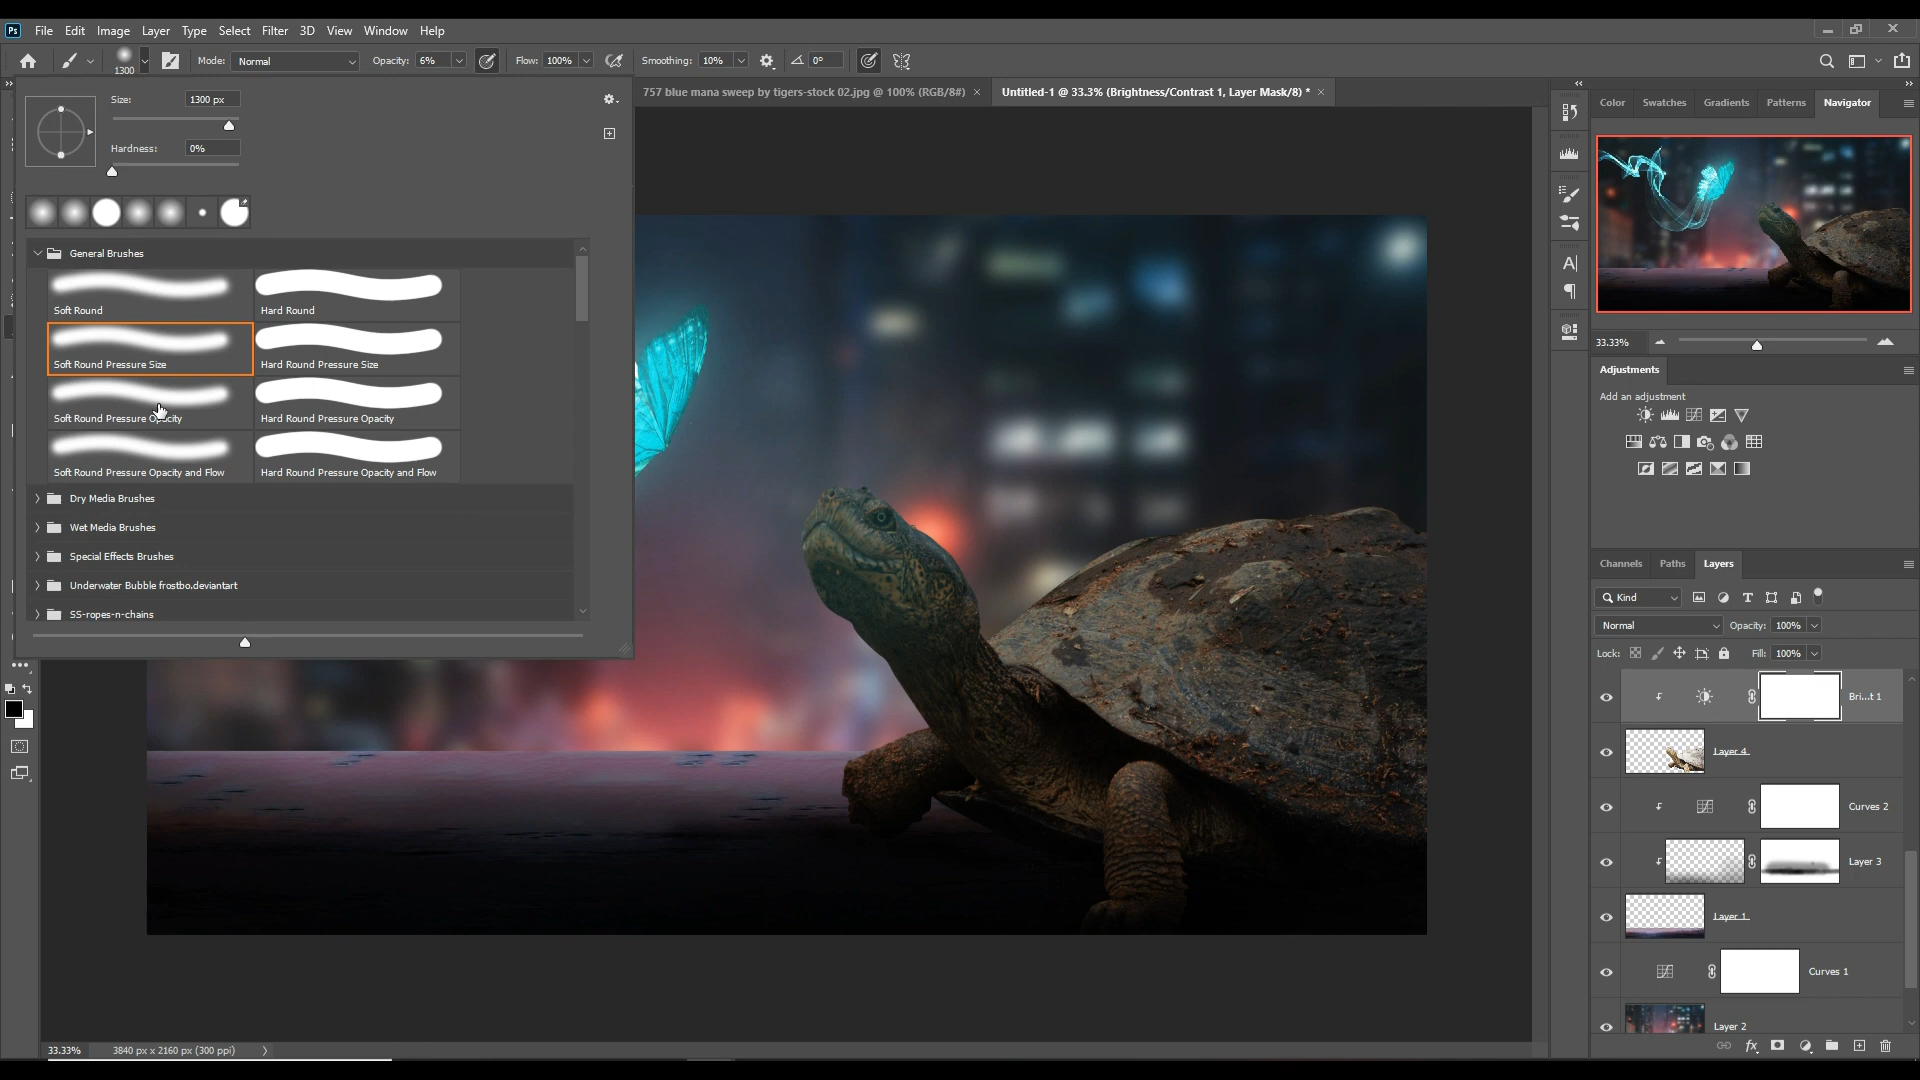 Ps File Edit Image Layer Type Select Filter 3D View Window Help
1300 Mode: Normal Opacity: 6% Flow: 100% Smoothing: 10% 0°
757 blue mana sweep by tigers-stock 02.jpg @ 100% (RGB/8#) × Untitled-1 @ 33.3% (Brightness/Contrast 1, Layer Mask/8) * ×
Size: 1300 px
Hardness: 0%
General Brushes
Soft Round Hard Round
Soft Round Pressure Size Hard Round Pressure Size
Soft Round Pressure Opacity Hard Round Pressure Opacity
Soft Round Pressure Opacity and Flow Hard Round Pressure Opacity and Flow
Dry Media Brushes
Wet Media Brushes
Special Effects Brushes
Underwater Bubble frostbo.deviantart
SS-ropes-n-chains
33.33% 3840 px x 2160 px (300 ppi)
Color Swatches Gradients Patterns Navigator
33.33%
Adjustments
Add an adjustment
Channels Paths Layers
Kind
Normal Opacity: 100%
Lock: Fill: 100%
Bri...t 1
Layer 4
Curves 2
Layer 3
Layer 1
Curves 1
Layer 2
fx